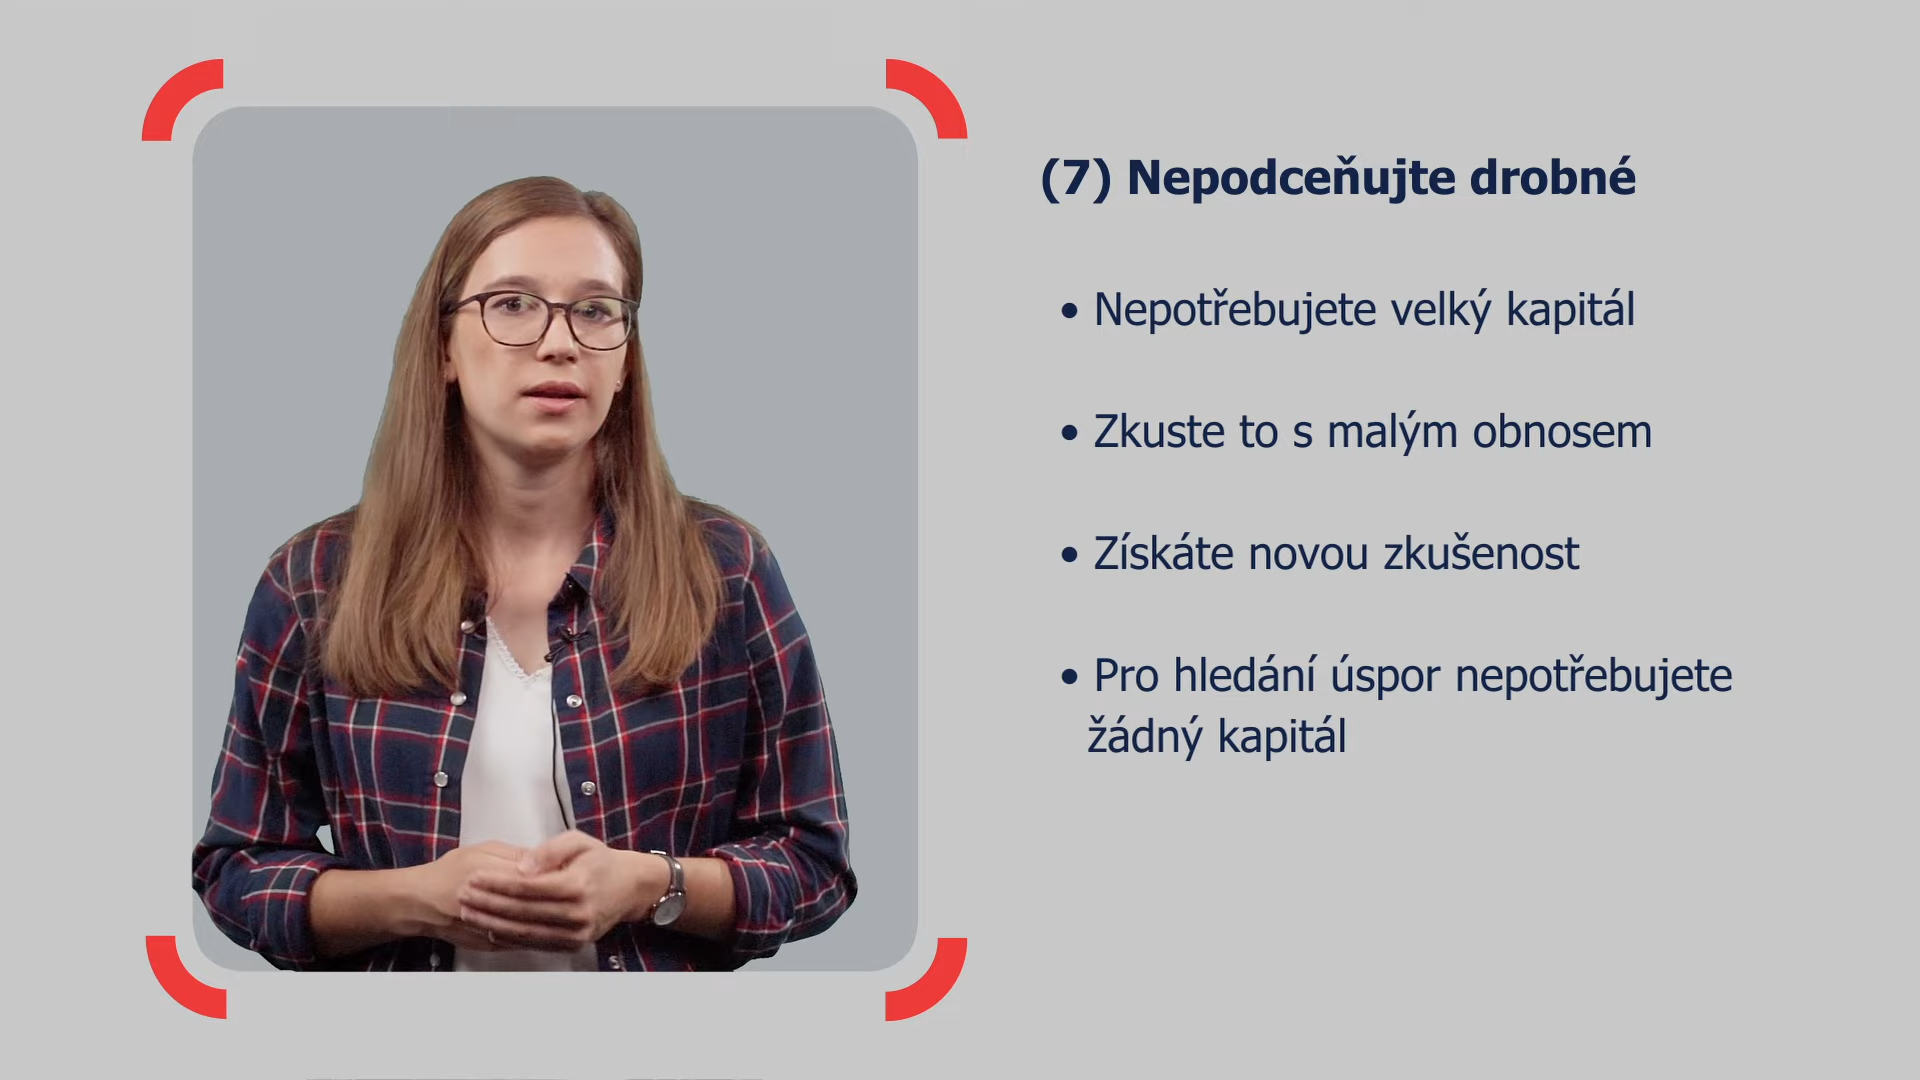 (7) Nepodceňujte drobné
• Nepotřebujete velký kapitál
• Zkuste to s malým obnosem
• Získáte novou zkušenost
• Pro hledání úspor nepotřebujete
žádný kapitál